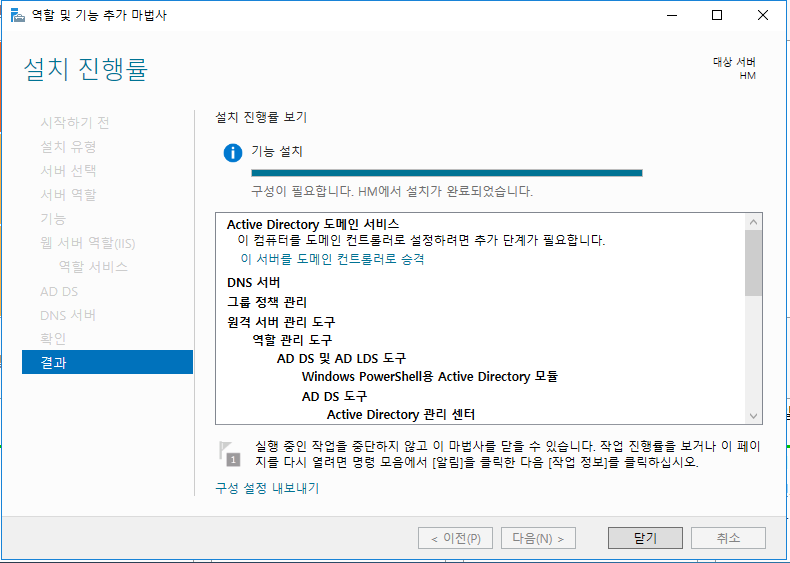 역할 및 기능 추가 마법사
설치 진행률
대상 서버
HM
시작하기 전
설치 유형
서버 선택
서버 역할
기능
웹 서버 역할(IIS)
역할 서비스
AD DS
DNS 서버
확인
결과
설치 진행률 보기
기능 설치
구성이 필요합니다. HM에서 설치가 완료되었습니다.
Active Directory 도메인 서비스
이 컴퓨터를 도메인 컨트롤러로 설정하려면 추가 단계가 필요합니다.
이 서버를 도메인 컨트롤러로 승격
DNS 서버
그룹 정책 관리
원격 서버 관리 도구
역할 관리 도구
AD DS 및 AD LDS 도구
Windows PowerShell용 Active Directory 모듈
AD DS 도구
Active Directory 관리 센터
1
실행 중인 작업을 중단하지 않고 이 마법사를 닫을 수 있습니다. 작업 진행률을 보거나 이 페이
지를 다시 열려면 명령 모음에서 [알림]을 클릭한 다음 [작업 정보]를 클릭하십시오.
구성 설정 내보내기
< 이전(P)
다음(N) >
닫기
취소